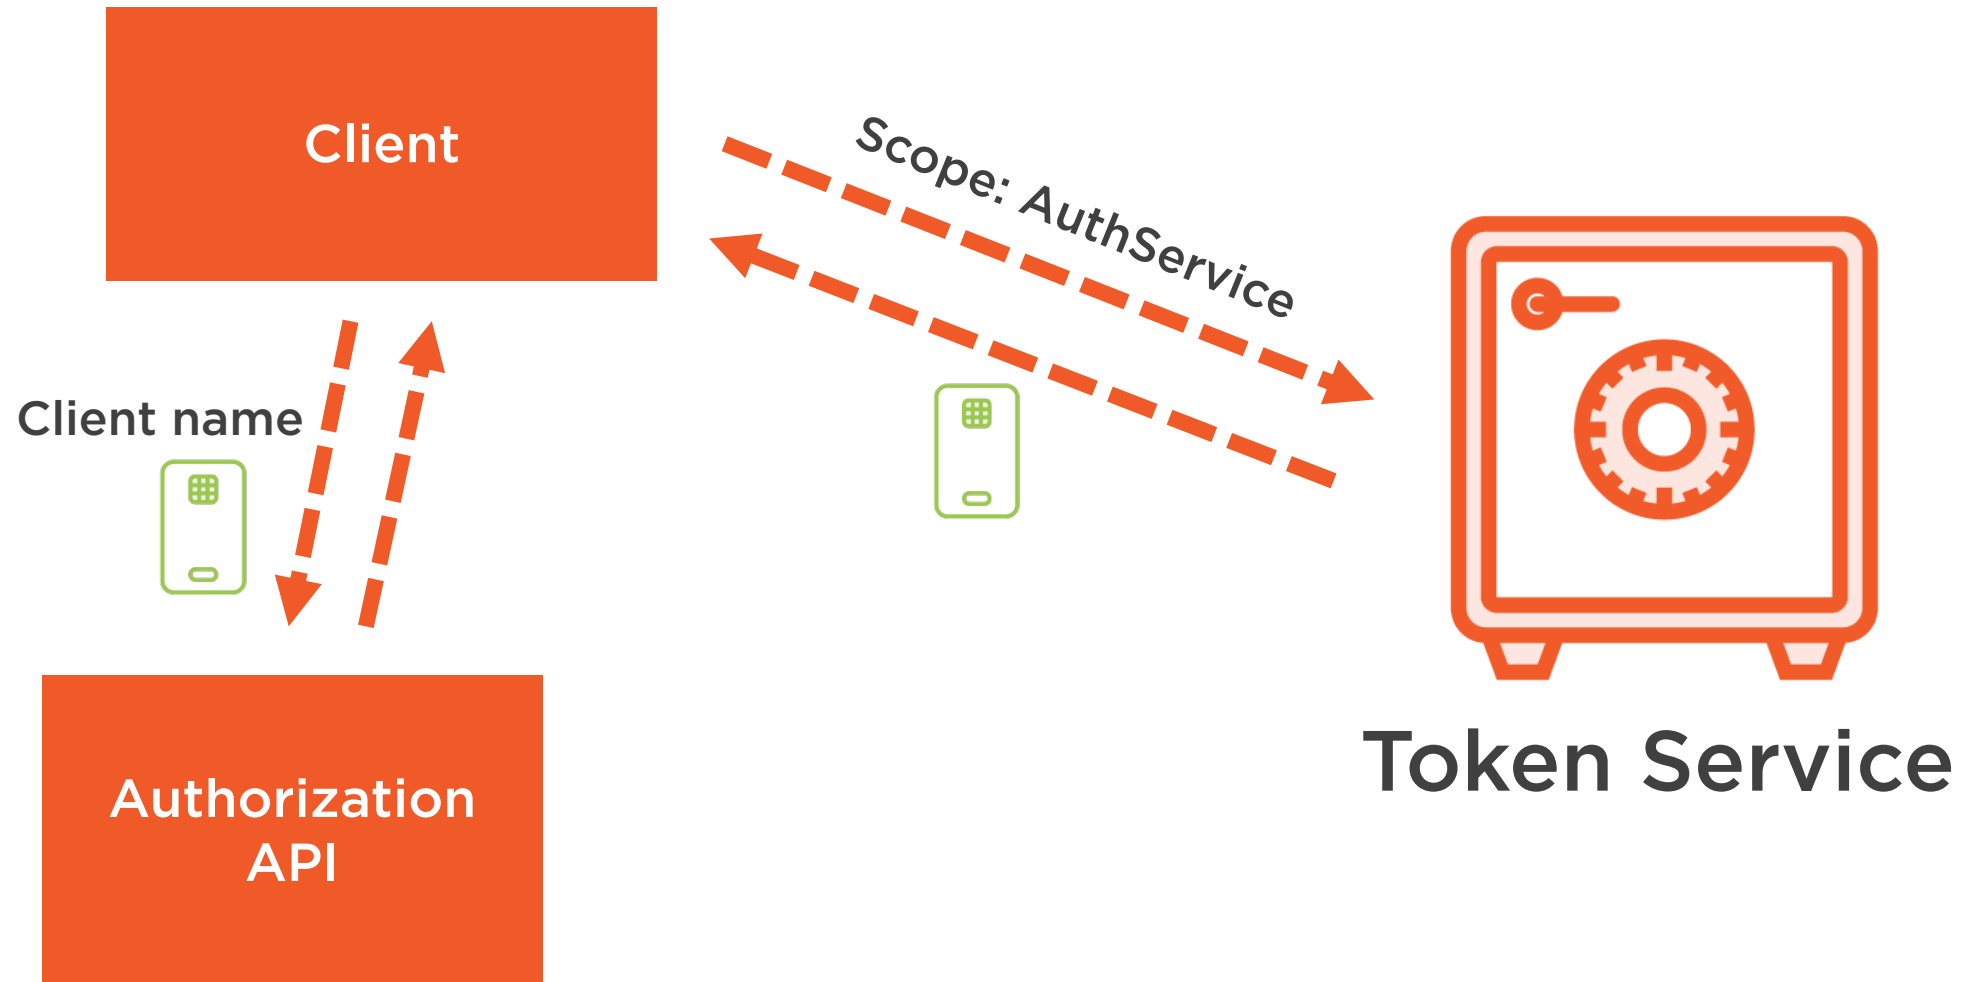 Client
Scope: AuthService
Client name
Token Service
Authorization
API